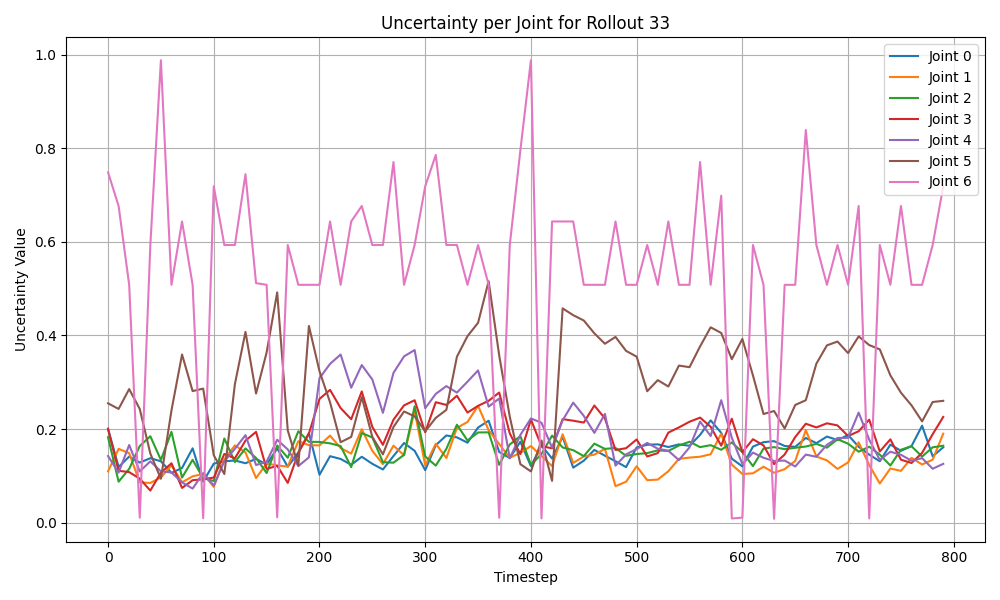 Uncertainty per Joint for Rollout 33
Uncertainty Value
1.0
0.8
0.6
0.4
0.2
0.0
0 100 200 300 400 500 600 700 800
Timestep
Joint 0
Joint 1
Joint 2
Joint 3
Joint 4
Joint 5
Joint 6